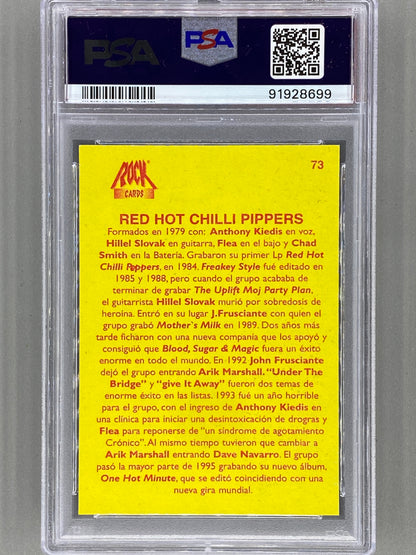 PSA
PSA
91928699
ROCK
CARDS
73
RED HOT CHILLI PIPPERS
Formados en 1979 con: Anthony Kiedis en voz,
Hillel Slovak en guitarra, Flea en el bajo y Chad
Smith en la Batería. Grabaron su primer Lp Red Hot
Chilli Pippers, en 1984, Freakey Style fué editado en
1985 y 1988, pero cuando el grupo acababa de
terminar de grabar The Uplift Moj Party Plan,
el guitarrista Hillel Slovak murió por sobredosis de
heroína. Entró en su lugar J.Frusciante con quien el
grupo grabó Mother`s Milk en 1989. Dos años más
tarde ficharon con una nueva companía que los apoyó y
consiguió que Blood, Sugar & Magic fuera un éxito
enorme en todo el mundo. En 1992 John Frusciante
dejó el grupo entrando Arik Marshall. “Under The
Bridge” y “give It Away” fueron dos temas de
enorme éxito en las listas. 1993 fué un año horrible
para el grupo, con el ingreso de Anthony Kiedis en
una clínica para iniciar una desintoxicación de drogras y
Flea para reponerse de “un síndrome de agotamiento
Crónico”. Al mismo tiempo tuvieron que cambiar a
Arik Marshall entrando Dave Navarro. El grupo
pasó la mayor parte de 1995 grabando su nuevo álbum,
One Hot Minute, que se editó coincidiendo con una
nueva gira mundial.